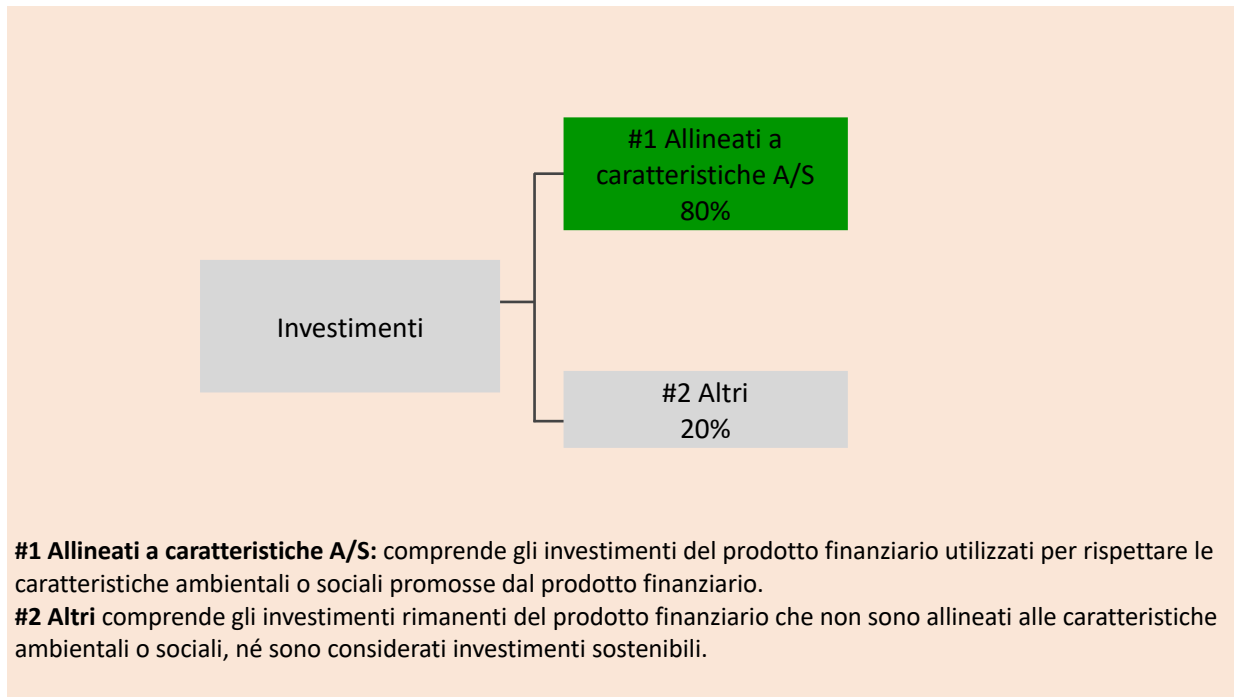 #1 Allineati a
caratteristiche A/S
80%
Investimenti
#2 Altri
20%
#1 Allineati a caratteristiche A/S: comprende gli investimenti del prodotto finanziario utilizzati per rispettare le
caratteristiche ambientali o sociali promosse dal prodotto finanziario.
#2 Altri comprende gli investimenti rimanenti del prodotto finanziario che non sono allineati alle caratteristiche
ambientali o sociali, né sono considerati investimenti sostenibili.